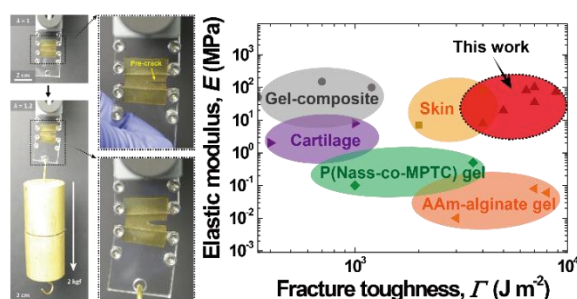 λ = 1
2 cm
λ = 1.2
2 kgf
2 cm
Pre-crack
Elastic modulus, E (MPa)
10³
10²
10¹
10⁰
10⁻¹
10⁻²
This work
Gel-composite
Skin
Cartilage
P(Nass-co-MPTC) gel
AAm-alginate gel
10³
10⁴
Fracture toughness, Γ (J m⁻²)